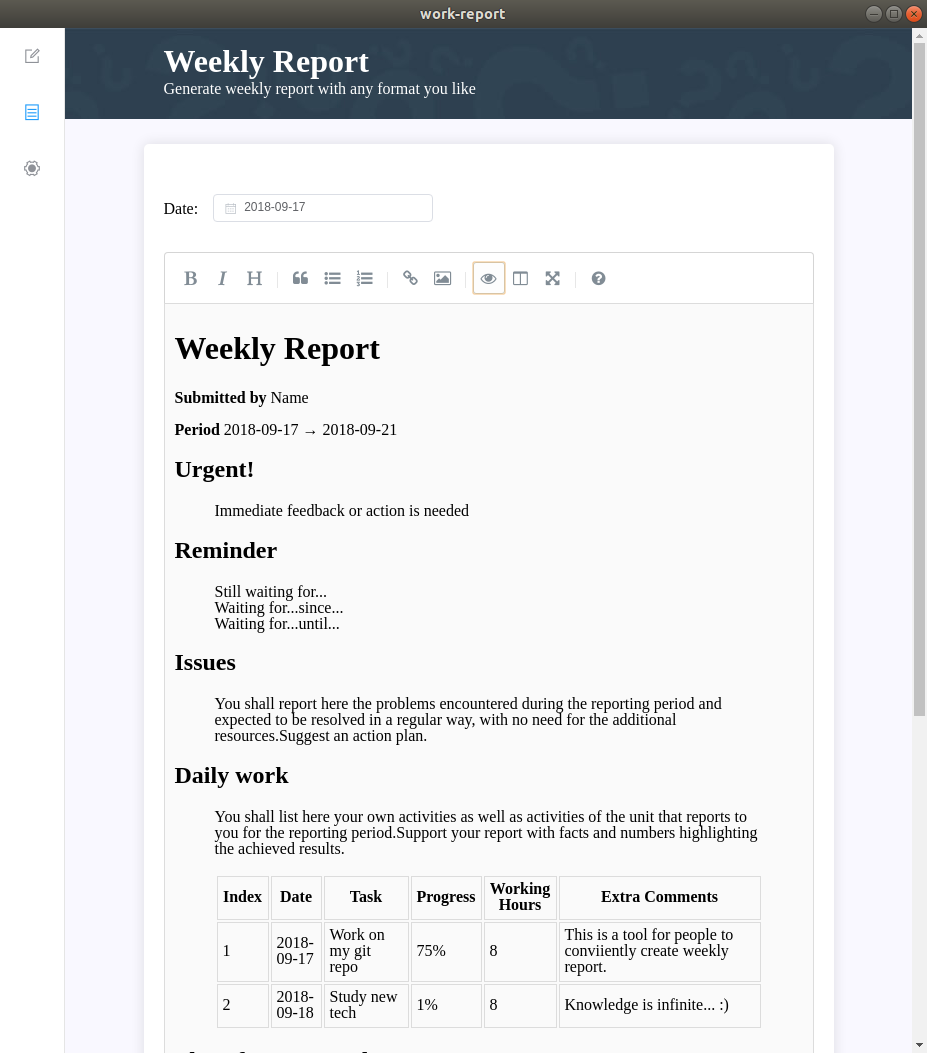 work-report
Weekly Report
Generate weekly report with any format you like
Date: 2018-09-17
B I H
Weekly Report
Submitted by Name
Period 2018-09-17 → 2018-09-21
Urgent!
Immediate feedback or action is needed
Reminder
Still waiting for...
Waiting for...since...
Waiting for...until...
Issues
You shall report here the problems encountered during the reporting period and
expected to be resolved in a regular way, with no need for the additional
resources.Suggest an action plan.
Daily work
You shall list here your own activities as well as activities of the unit that reports to
you for the reporting period.Support your report with facts and numbers highlighting
the achieved results.
Index Date Task Progress Working Hours Extra Comments
1 2018-09-17 Work on my git repo 75% 8 This is a tool for people to conviiently create weekly report.
2 2018-09-18 Study new tech 1% 8 Knowledge is infinite... :)